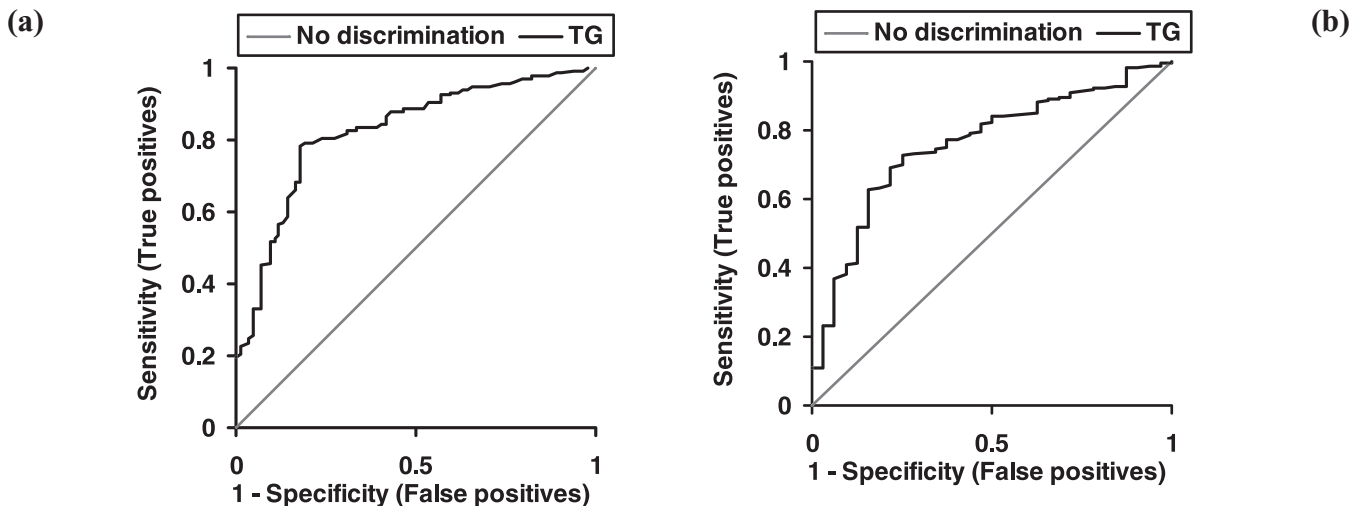 (a)
No discrimination TG
1
0.8
0.6
0.4
0.2
0
Sensitivity (True positives)
0 0.5 1
1 - Specificity (False positives)
(b)
No discrimination TG
1
0.8
0.6
0.4
0.2
0
Sensitivity (True positives)
0 0.5 1
1 - Specificity (False positives)